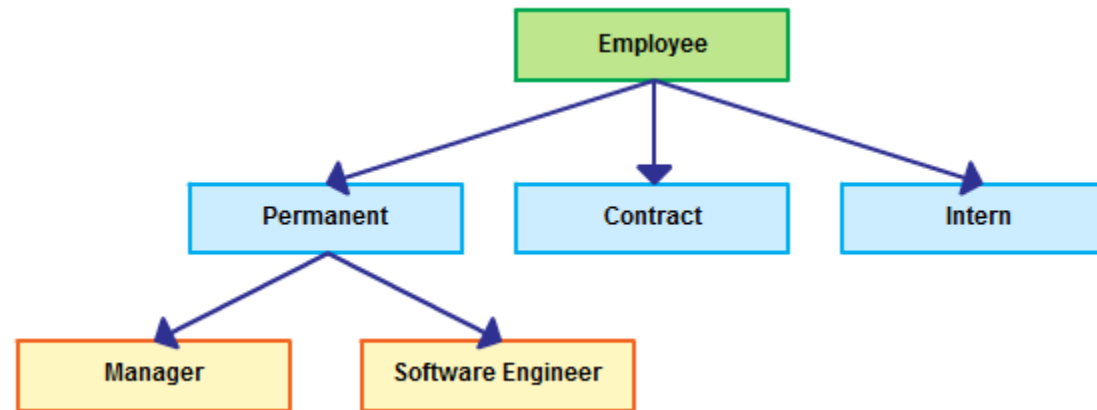 Employee
Permanent
Contract
Intern
Manager
Software Engineer